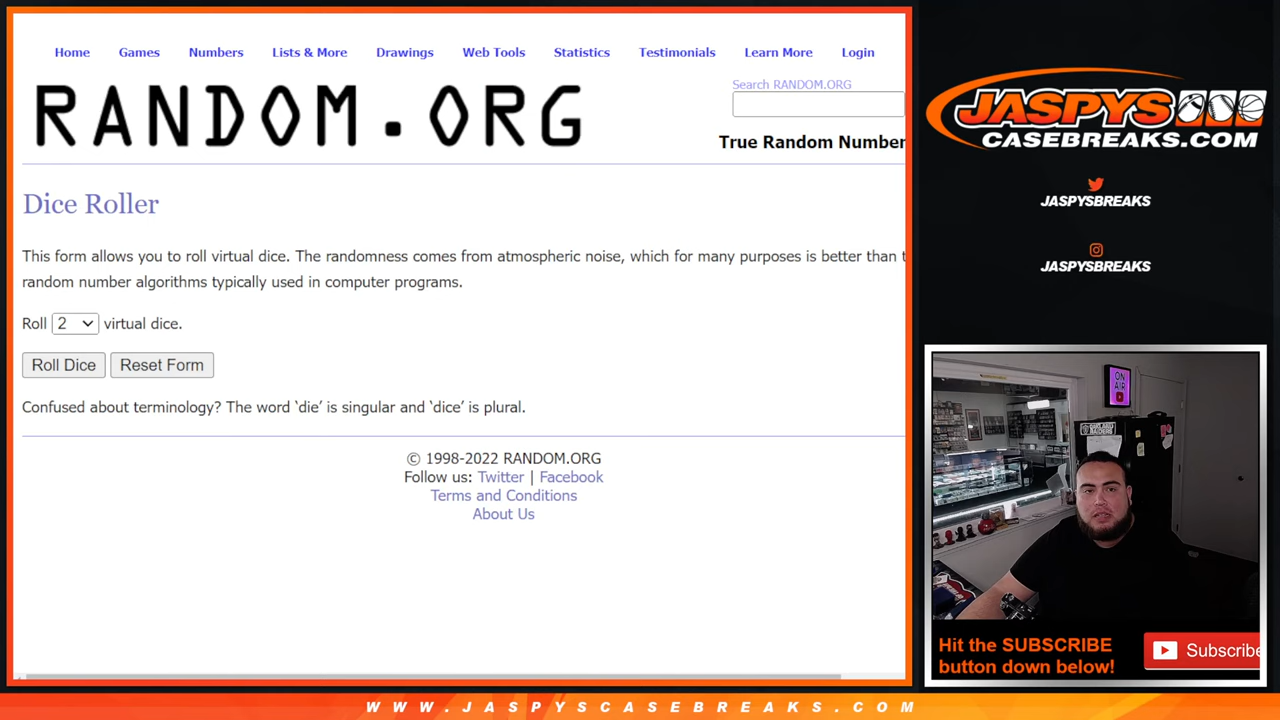 Home Games Numbers Lists & More Drawings Web Tools Statistics Testimonials Learn More Login
RANDOM.ORG
Search RANDOM.ORG
True Random Number
Dice Roller
This form allows you to roll virtual dice. The randomness comes from atmospheric noise, which for many purposes is better than t
random number algorithms typically used in computer programs.
Roll 2 virtual dice.
Roll Dice Reset Form
Confused about terminology? The word ‘die’ is singular and ‘dice’ is plural.
© 1998-2022 RANDOM.ORG
Follow us: Twitter | Facebook
Terms and Conditions
About Us
JASPYS
CASEBREAKS.COM
JASPYSBREAKS
JASPYSBREAKS
ON
AIR
Hit the SUBSCRIBE
button down below!
Subscribe
WWW.JASPYSCASEBREAKS.COM